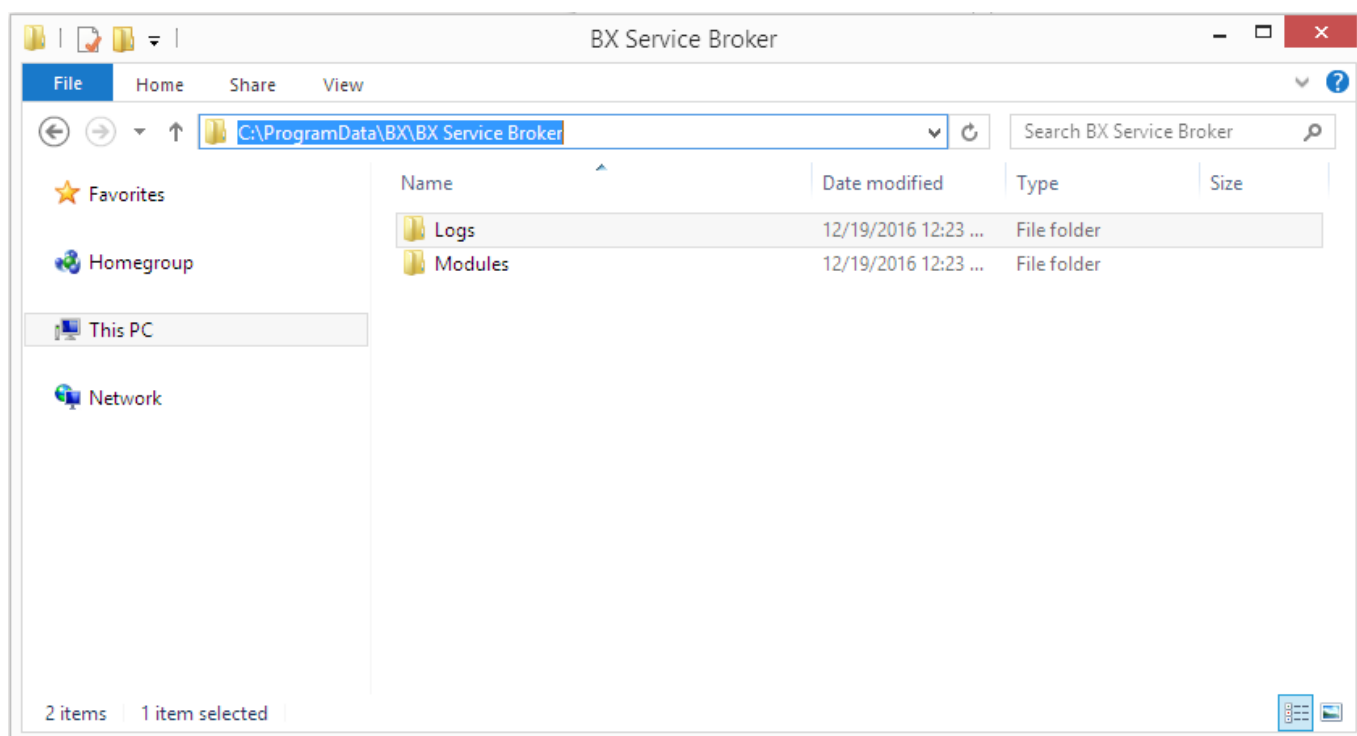 BX Service Broker
File Home Share View
C:\ProgramData\BX\BX Service Broker Search BX Service Broker
Name Date modified Type Size
Favorites
Logs 12/19/2016 12:23 ... File folder
Homegroup
Modules 12/19/2016 12:23 ... File folder
This PC
Network
2 items 1 item selected